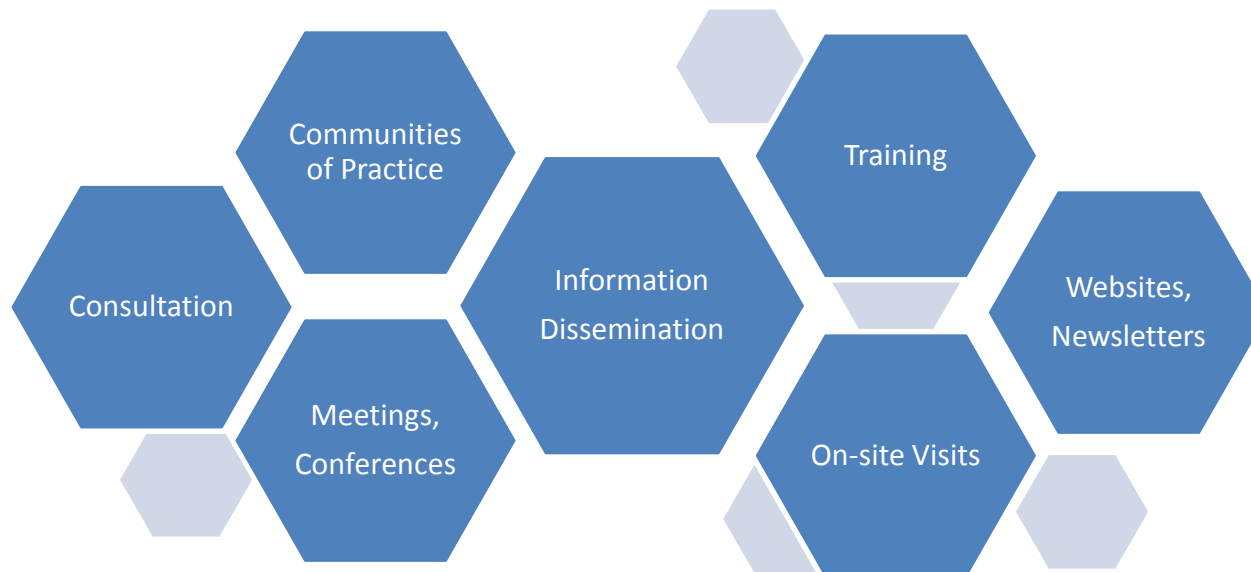 Communities
of Practice
Training
Consultation
Information
Dissemination
Websites,
Newsletters
Meetings,
Conferences
On-site Visits